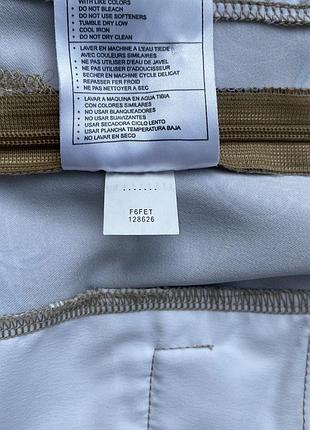 WITH LIKE COLORS
• DO NOT BLEACH
• DO NOT USE SOFTENERS
• TUMBLE DRY LOW
• COOL IRON
• DO NOT DRY CLEAN
• LAVER EN MACHINE A L'EAU TIEDE
AVEC COULEURS SIMILAIRES
• NE PAS UTILISER D'EAU DE JAVEL
• NE PAS UTILISER D'ADOUCISSEUR
• SECHER EN MACHINE CYCLE DELICAT
• REPASSER FER FROID
• NE PAS NETTOYER A SEC
• LAVAR A MAQUINA EN AGUA TIBIA
CON COLORES SIMILARES
• NO USAR BLANQUEADORES
• NO USAR SUAVIZANTES
• USAR SECADORA CICLO LENTO
• USAR PLANCHA TEMPERATURA BAJA
• NO LAVAR EN SECO
.......
F6FET
128626